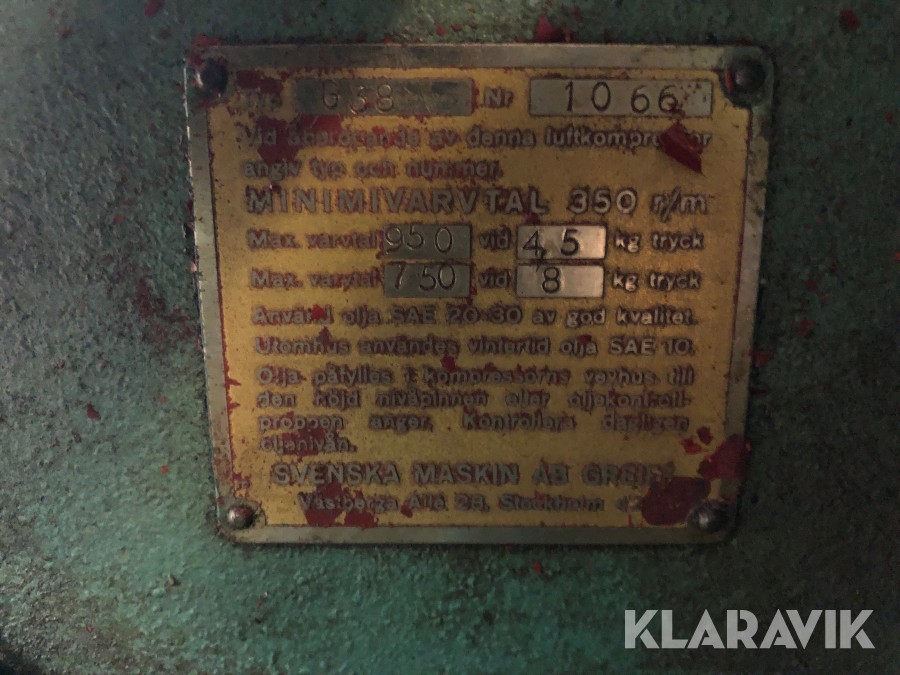 Nr 1066
Vid åberopande av denna luftkompressor
angiv typ och nummer.
MINIMIVARVTAL 350 r/m
Max. varvtal 950 vid 4,5 kg tryck
Max. varvtal 750 vid 8 kg tryck
Använd olja SAE 20-30 av god kvalitet.
Utomhus användes vintertid olja SAE 10.
Olja påfylles i kompressorns vevhus till
den höjd nivåpinnen eller oljekontroll-
proppen anger. Kontrollera dagligen
oljenivån.
SVENSKA MASKIN AB GREIFF
Västberga Allé 28, Stockholm
KLARAVIK